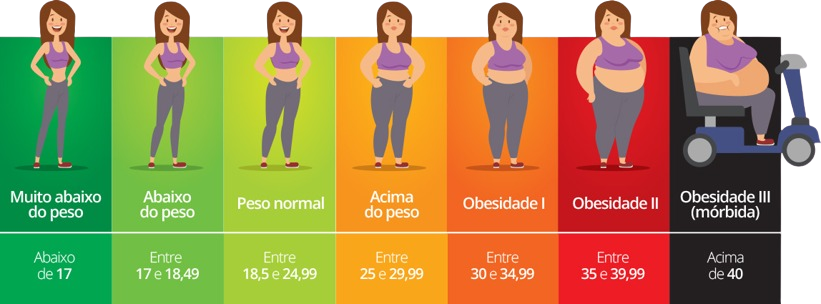 Muito abaixo
do peso
Abaixo
do peso
Peso normal
Acima
do peso
Obesidade I
Obesidade II
Obesidade III
(mórbida)
Abaixo
de 17
Entre
17 e 18,49
Entre
18,5 e 24,99
Entre
25 e 29,99
Entre
30 e 34,99
Entre
35 e 39,99
Acima
de 40